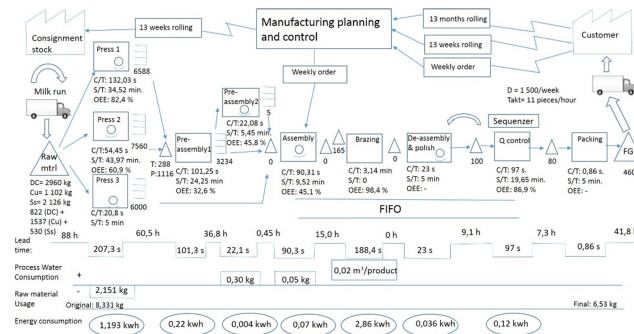 Consignment
stock
13 weeks rolling
Manufacturing planning
and control
13 months rolling
13 weeks rolling
Weekly order
Customer
Weekly order
Milk run
Press 1
6588
C/T: 132,03 s
S/T: 34,52 min.
OEE: 82,4 %
Press 2
7560
C/T:54,45 s
S/T: 43,97 min.
OEE: 60,9 %
Press 3
6000
C/T:20,8 s
S/T: 5 min
Raw
mtrl
DC= 2960 kg
Cu= 1 102 kg
Ss= 2 126 kg
822 (DC) +
1537 (Cu) +
530 (Ss)
T: 288
P:1116
Pre-
assembly1
3234
C/T: 101,25 s
S/T: 24,25 min
OEE: 32,6 %
Pre-
assembly2
5
C/T:22,08 s
S/T: 5,45 min.
OEE: 45,8 %
0
Assembly
C/T: 90,31 s
S/T: 9,52 min
OEE: 45,1 %
0
165
Brazing
C/T: 3,14 min
S/T: 0
OEE: 98,4 %
0
De-assembly
& polish
C/T: 23 s
S/T: 5 min
OEE: -
100
D = 1 500/week
Takt= 11 pieces/hour
Sequenzer
Q control
C/T: 97 s.
S/T: 19,65 min.
OEE: 86,9 %
80
Packing
C/T: 0,86 s.
S/T: 5 min.
OEE: -
FG
460
FIFO
Lead
time:
88 h
207,3 s
60,5 h
101,3 s
36,8 h
22,1 s
0,45 h
90,3 s
15,0 h
188,4 s
0 h
23 s
9,1 h
97 s
7,3 h
0,86 s
41,8 h
Process Water
Consumption
+
0,30 kg
0,05 kg
0,02 m³/product
Raw material
Usage
-
2,151 kg
Original: 8,331 kg
Final: 6,53 kg
Energy consumption
1,193 kwh
0,22 kwh
0,004 kwh
0,07 kwh
2,86 kwh
0,036 kwh
0,12 kwh